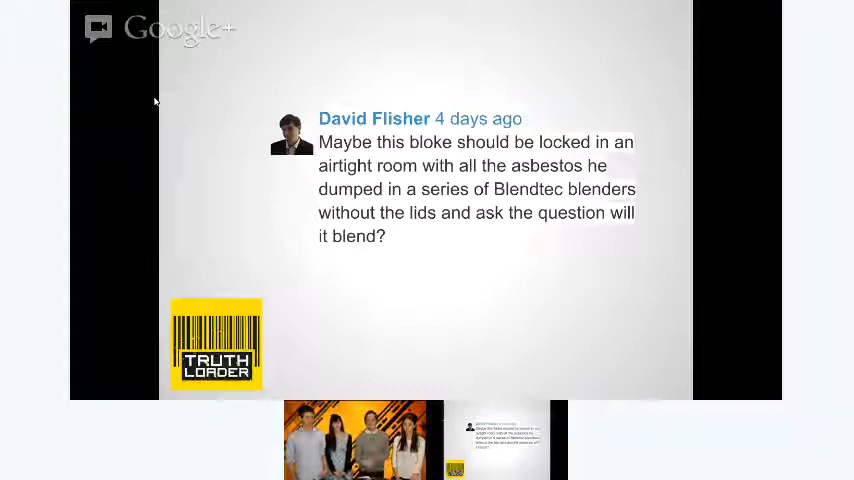 Google+
David Flisher 4 days ago
Maybe this bloke should be locked in an
airtight room with all the asbestos he
dumped in a series of Blendtec blenders
without the lids and ask the question will
it blend?
TRUTH
LOADER